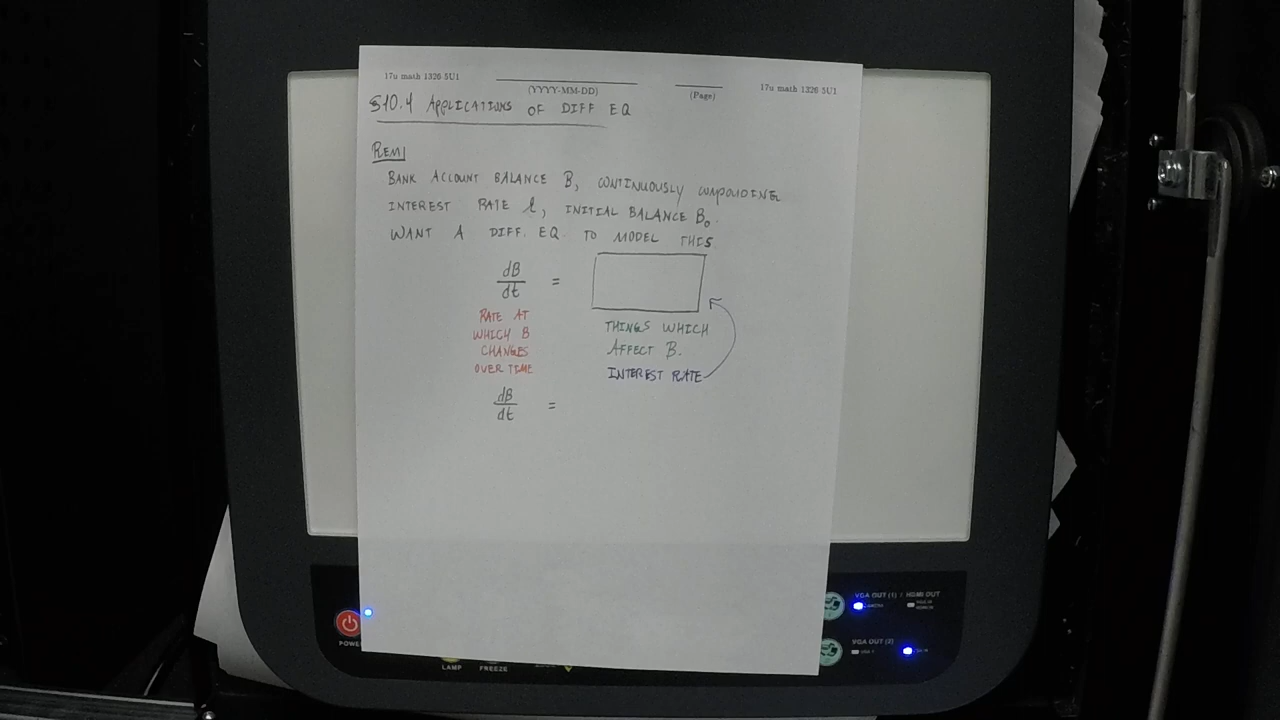 17u math 1326 5U1
(YYYY-MM-DD)
(Page)
17u math 1326 5U1
§10.4 APPLICATIONS OF DIFF EQ
REM
BANK ACCOUNT BALANCE B, CONTINUOUSLY COMPOUDING
INTEREST RATE i, INITIAL BALANCE B₀.
WANT A DIFF. EQ. TO MODEL THIS.
dB/dt =
RATE AT
WHICH B
CHANGES
OVER TIME
THINGS WHICH
AFFECT B.
INTEREST RATE
dB/dt =
POWER
LAMP
FREEZE
VGA OUT (1) / HDMI OUT
VGA OUT (2)